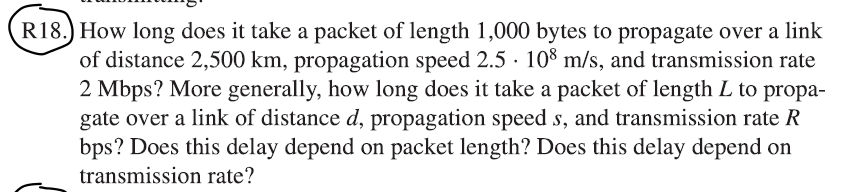 R18. How long does it take a packet of length 1,000 bytes to propagate over a link
of distance 2,500 km, propagation speed 2.5 · 10⁸ m/s, and transmission rate
2 Mbps? More generally, how long does it take a packet of length L to propa-
gate over a link of distance d, propagation speed s, and transmission rate R
bps? Does this delay depend on packet length? Does this delay depend on
transmission rate?